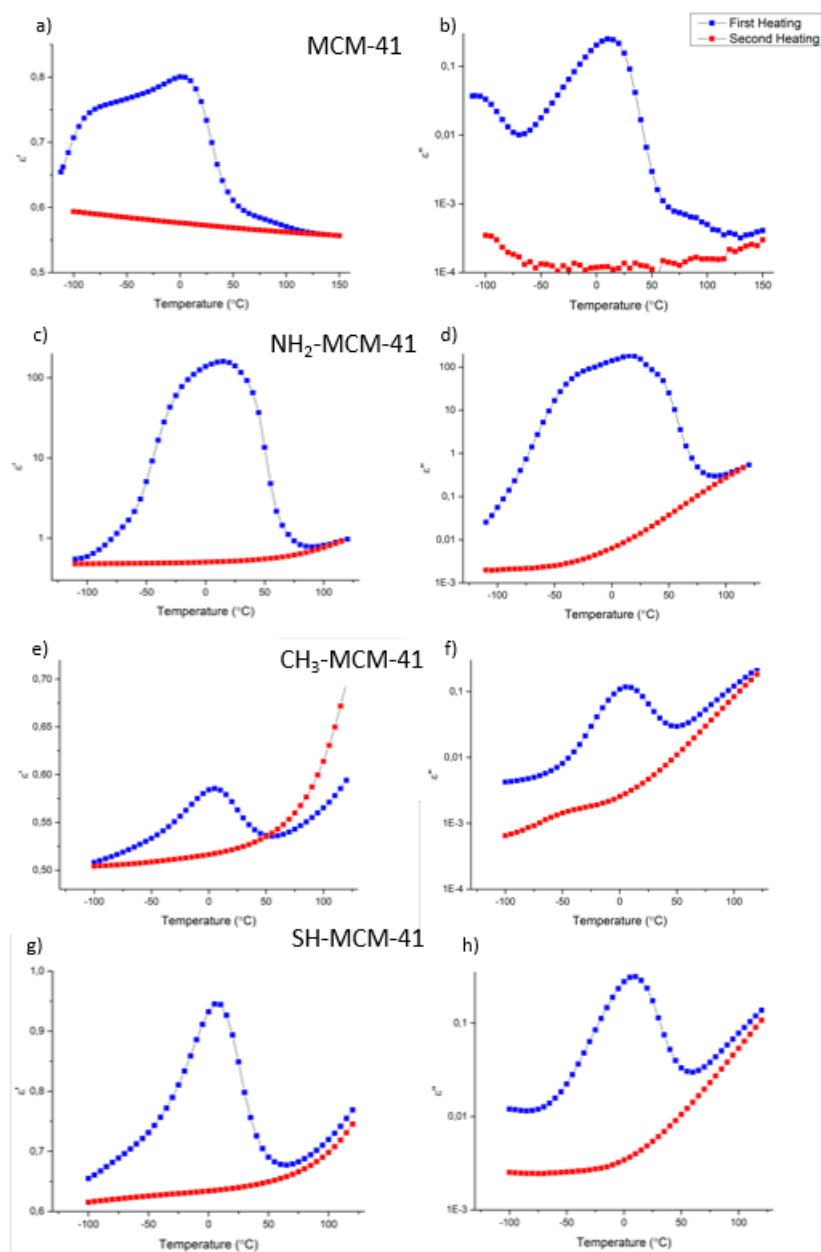 a)
MCM-41
b)
First Heating
Second Heating
0,8
0,7
0,6
0,5
ε'
-100
-50
0
50
100
150
Temperature (°C)
0,1
0,01
1E-3
1E-4
ε"
-100
-50
0
50
100
150
Temperature (°C)
c)
NH₂-MCM-41
d)
100
10
1
ε'
-100
-50
0
50
100
Temperature (°C)
100
10
1
0,1
0,01
1E-3
ε"
-100
-50
0
50
100
Temperature (°C)
e)
CH₃-MCM-41
f)
0,70
0,65
0,60
0,55
0,50
ε'
-100
-50
0
50
100
Temperature (°C)
0,1
0,01
1E-3
1E-4
ε"
-100
-50
0
50
100
Temperature (°C)
g)
SH-MCM-41
h)
1,0
0,9
0,8
0,7
0,6
ε'
-100
-50
0
50
100
Temperature (°C)
0,1
0,01
1E-3
ε"
-100
-50
0
50
100
Temperature (°C)